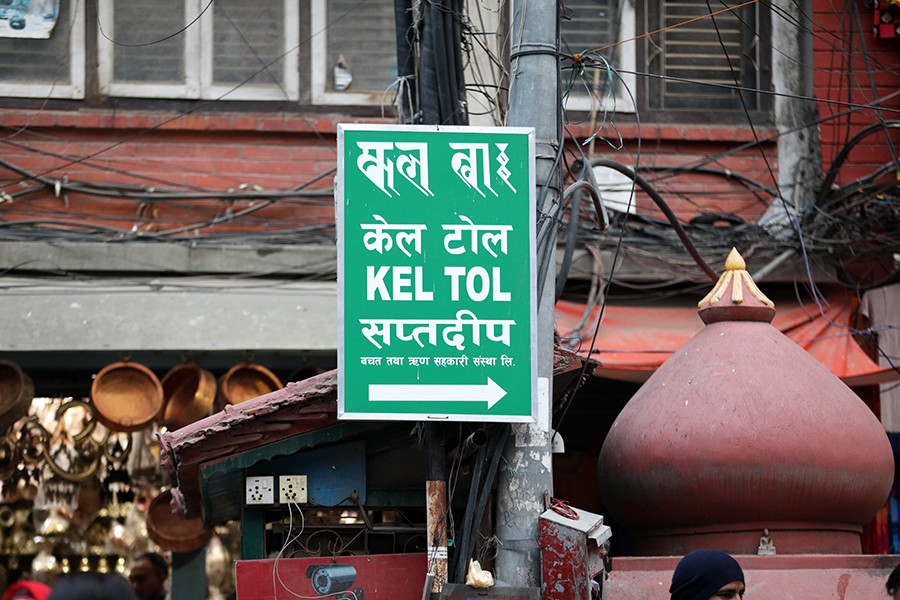 केल टोल
KEL TOL
सप्तदीप
बचत तथा ऋण सहकारी संस्था लि.